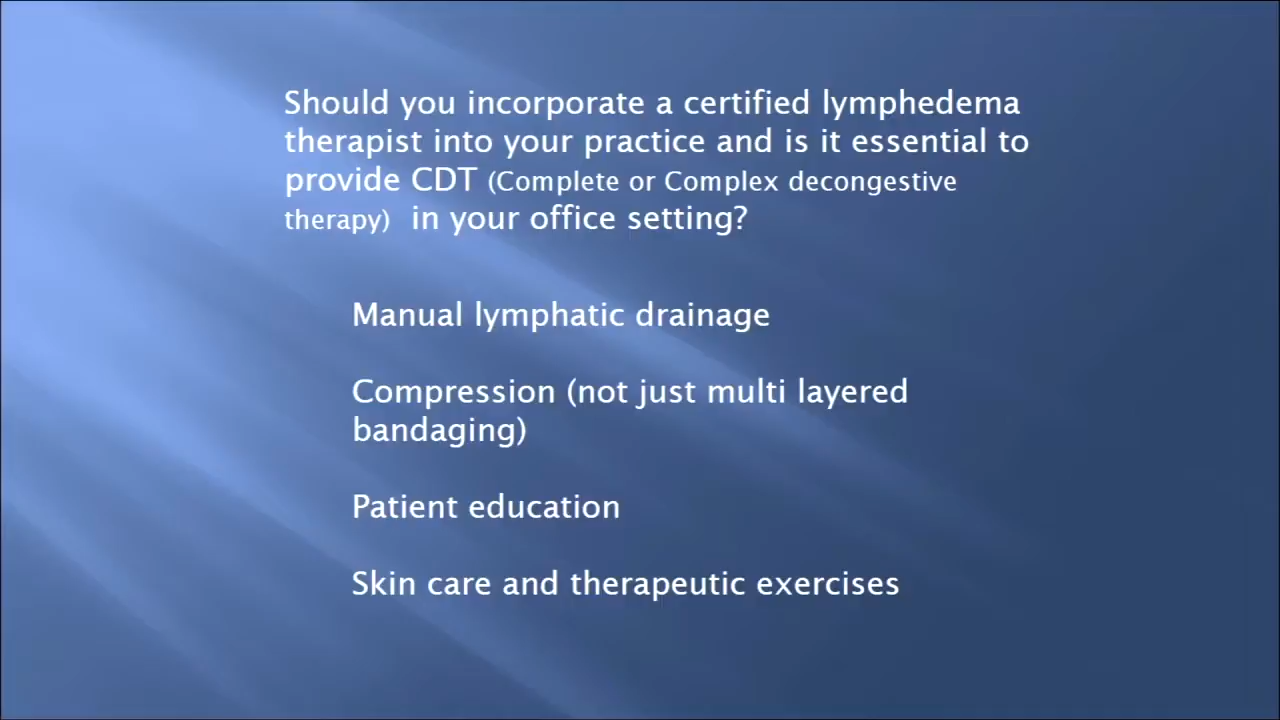 Should you incorporate a certified lymphedema
therapist into your practice and is it essential to
provide CDT (Complete or Complex decongestive
therapy) in your office setting?
Manual lymphatic drainage
Compression (not just multi layered
bandaging)
Patient education
Skin care and therapeutic exercises